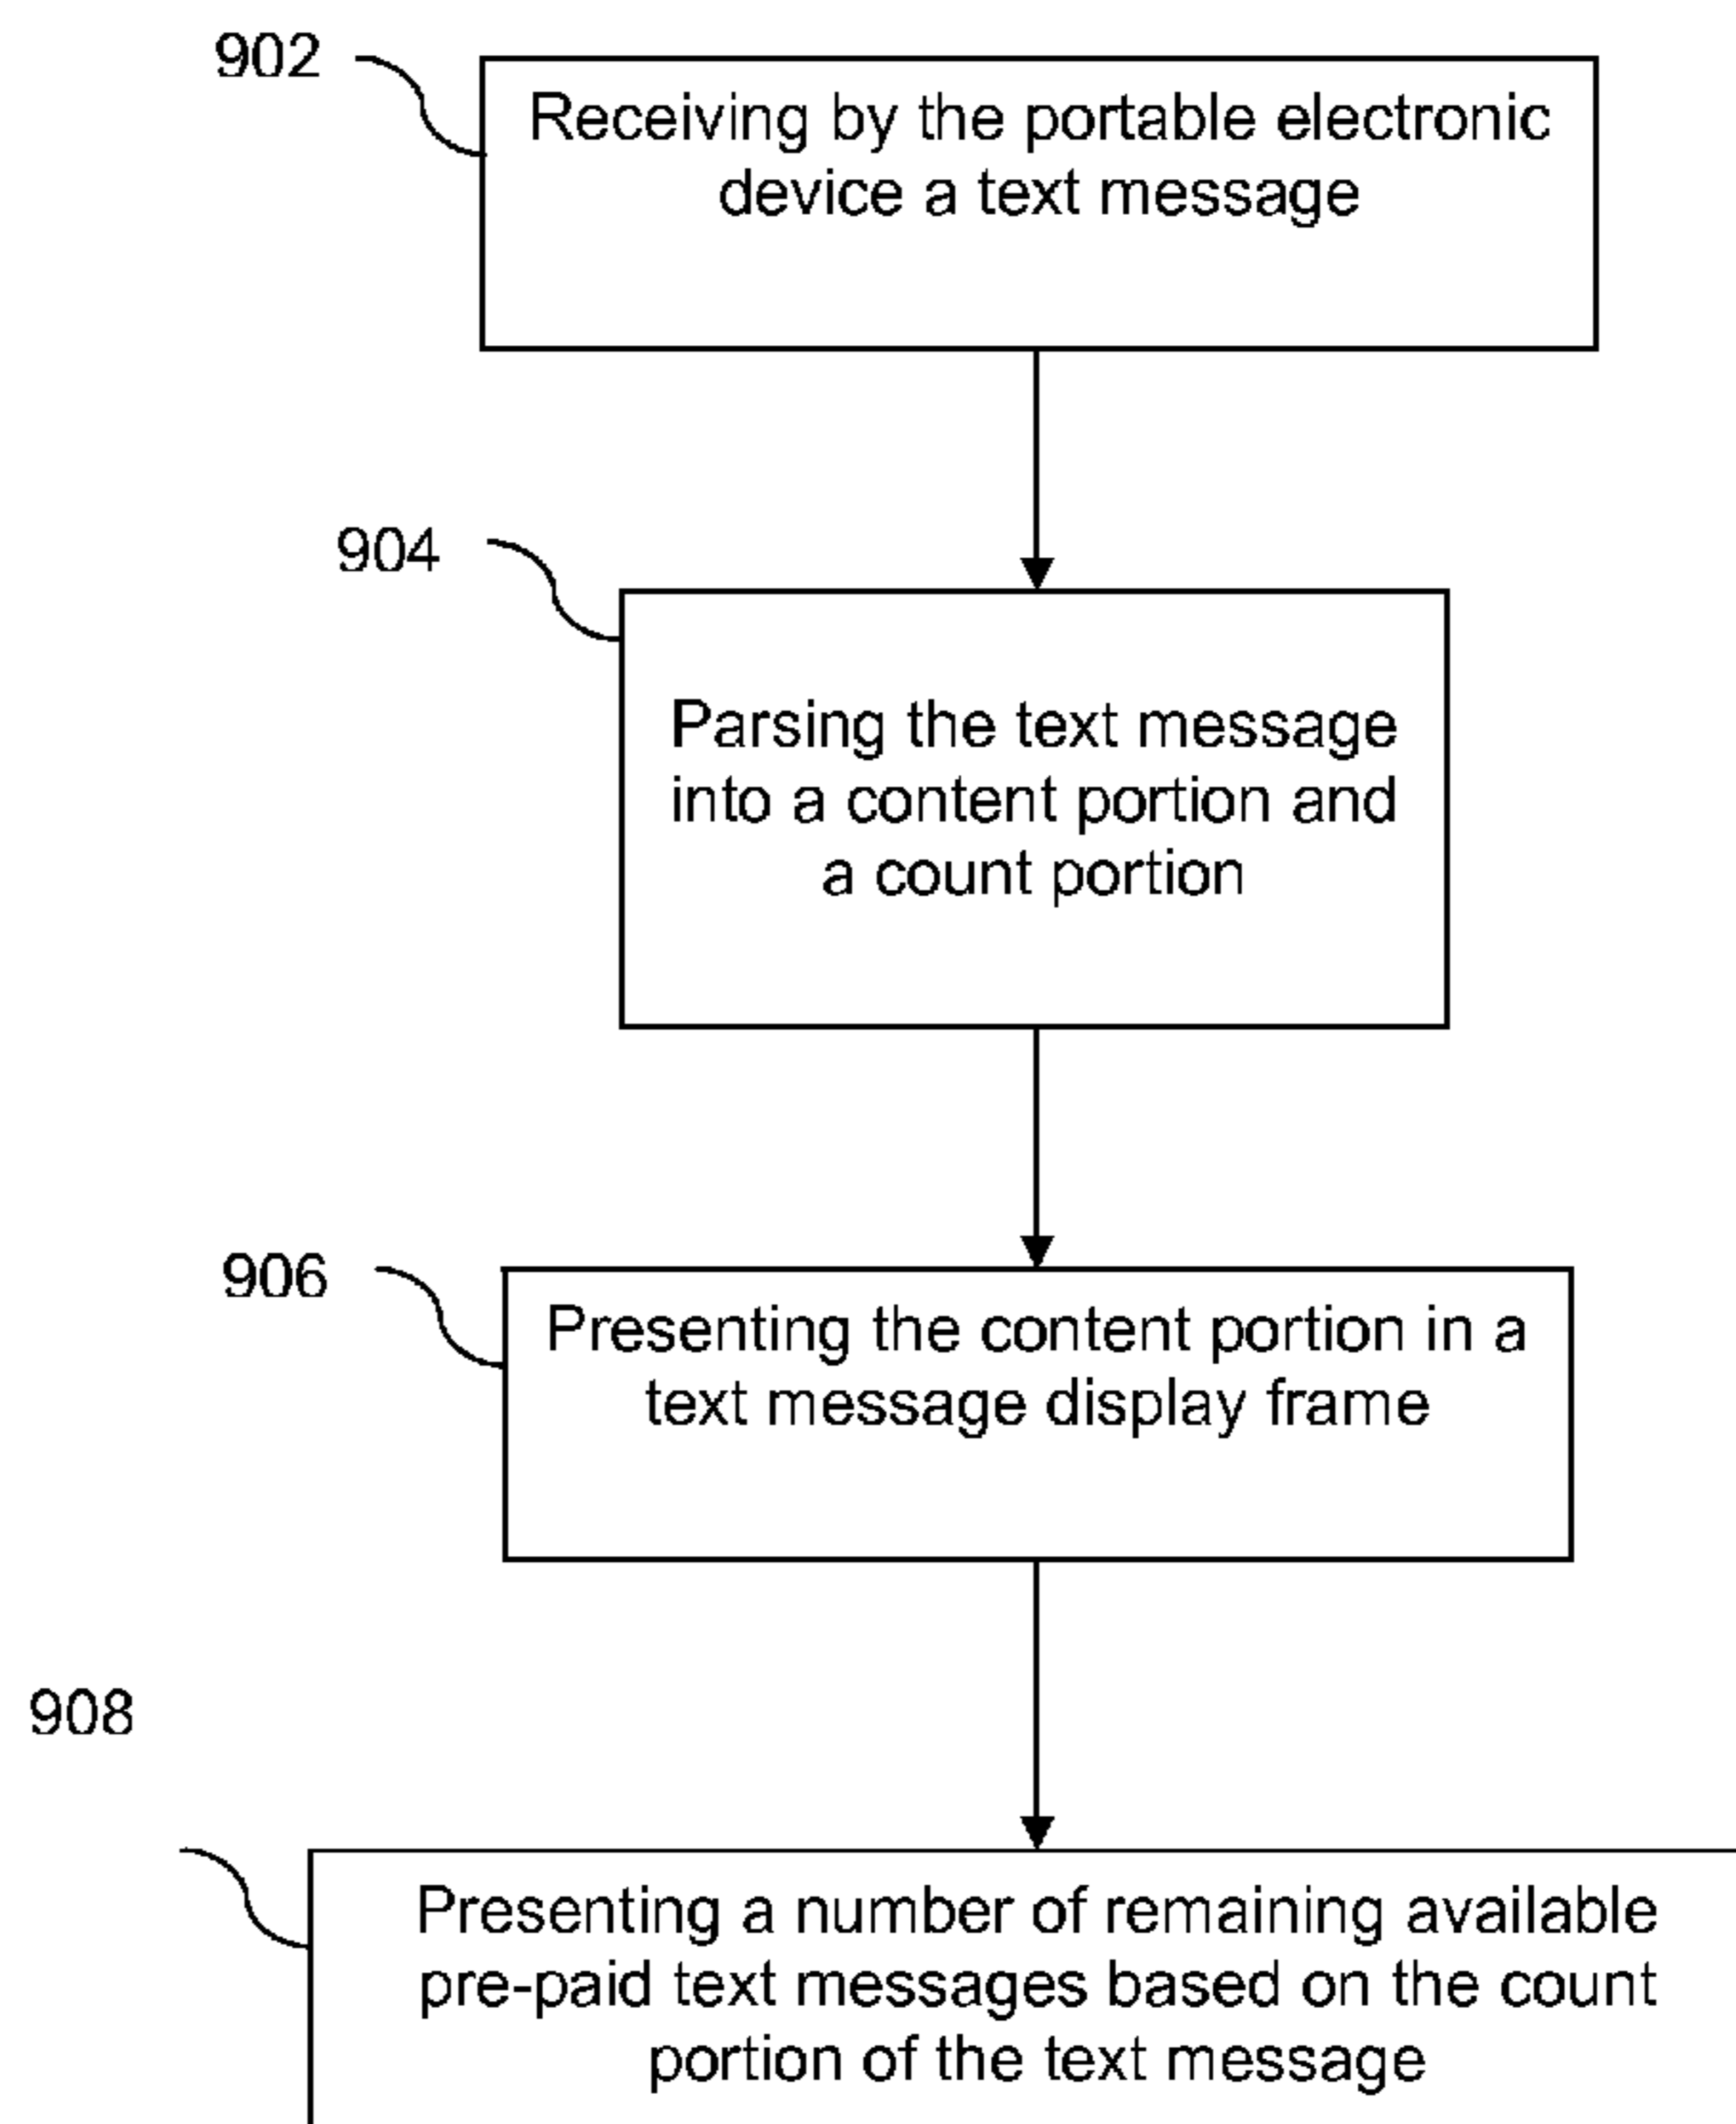 902
Receiving by the portable electronic
device a text message
904
Parsing the text message
into a content portion and
a count portion
906
Presenting the content portion in a
text message display frame
908
Presenting a number of remaining available
pre-paid text messages based on the count
portion of the text message